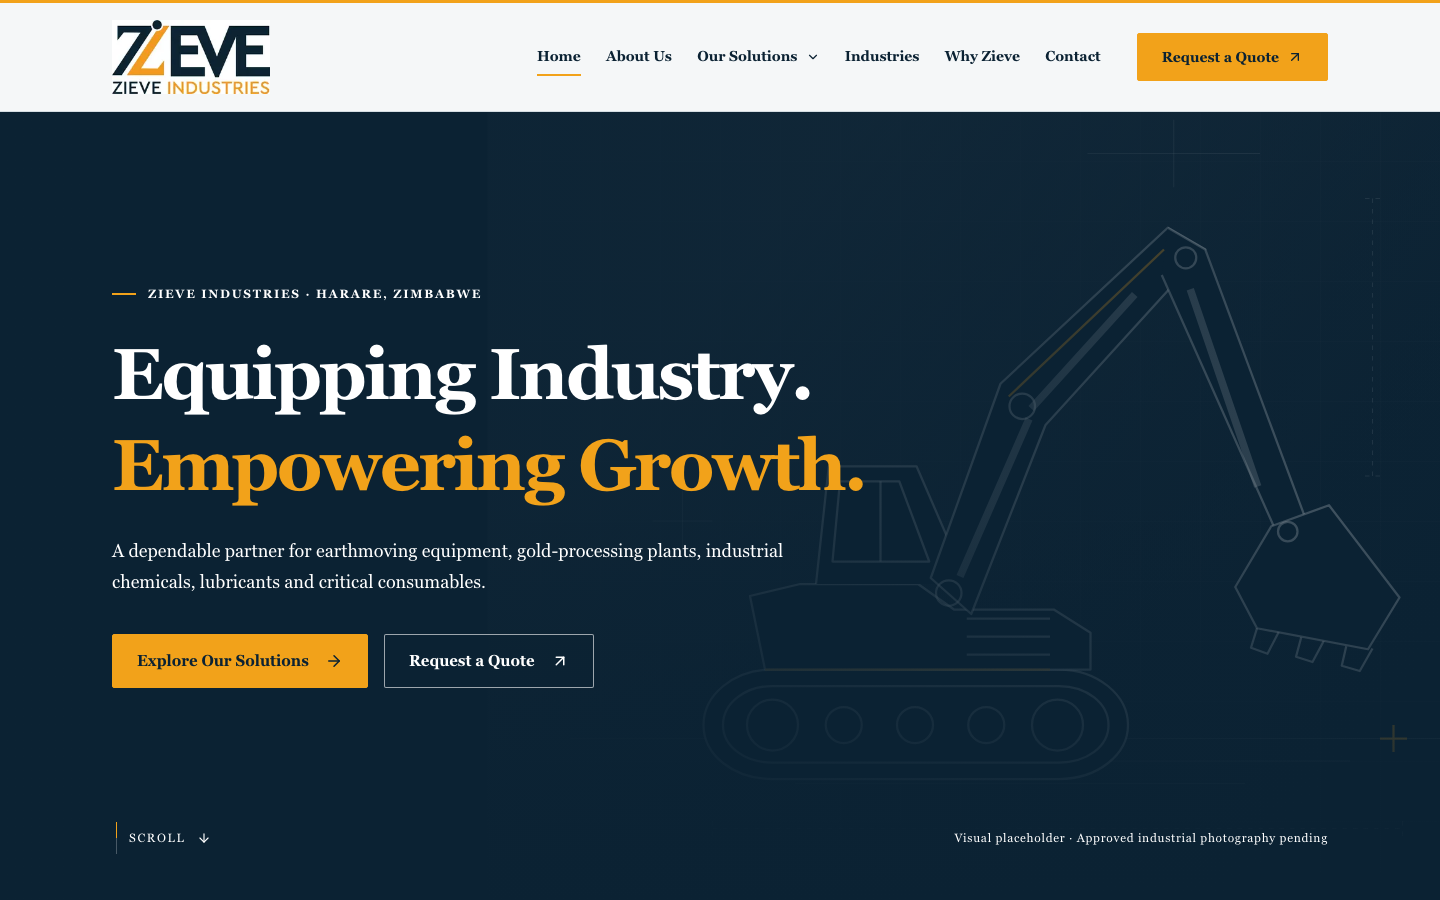 ZIEVE
ZIEVE INDUSTRIES
Home
About Us
Our Solutions
Industries
Why Zieve
Contact
Request a Quote
ZIEVE INDUSTRIES · HARARE, ZIMBABWE
Equipping Industry.
Empowering Growth.
A dependable partner for earthmoving equipment, gold-processing plants, industrial
chemicals, lubricants and critical consumables.
Explore Our Solutions
Request a Quote
SCROLL
Visual placeholder · Approved industrial photography pending